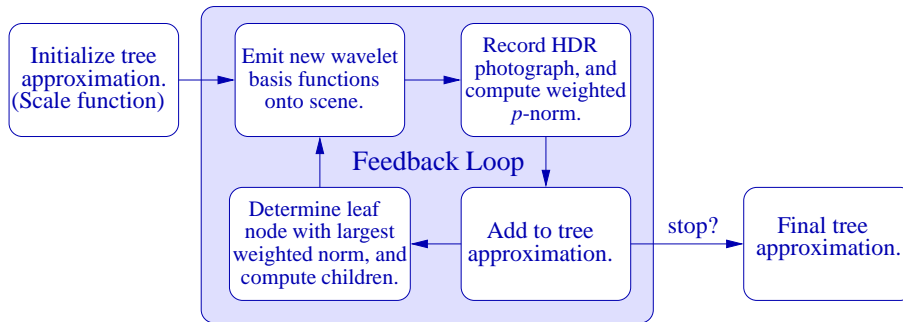 Initialize tree
approximation.
(Scale function)
Emit new wavelet
basis functions
onto scene.
Record HDR
photograph, and
compute weighted
p-norm.
Feedback Loop
Determine leaf
node with largest
weighted norm, and
compute children.
Add to tree
approximation.
stop?
Final tree
approximation.